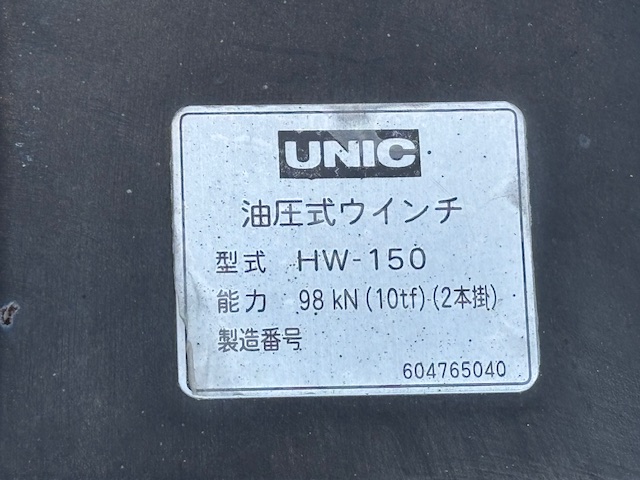 UNIC
油圧式ウインチ
型式 HW-150
能力 98 kN (10tf) (2本掛)
製造番号
604765040